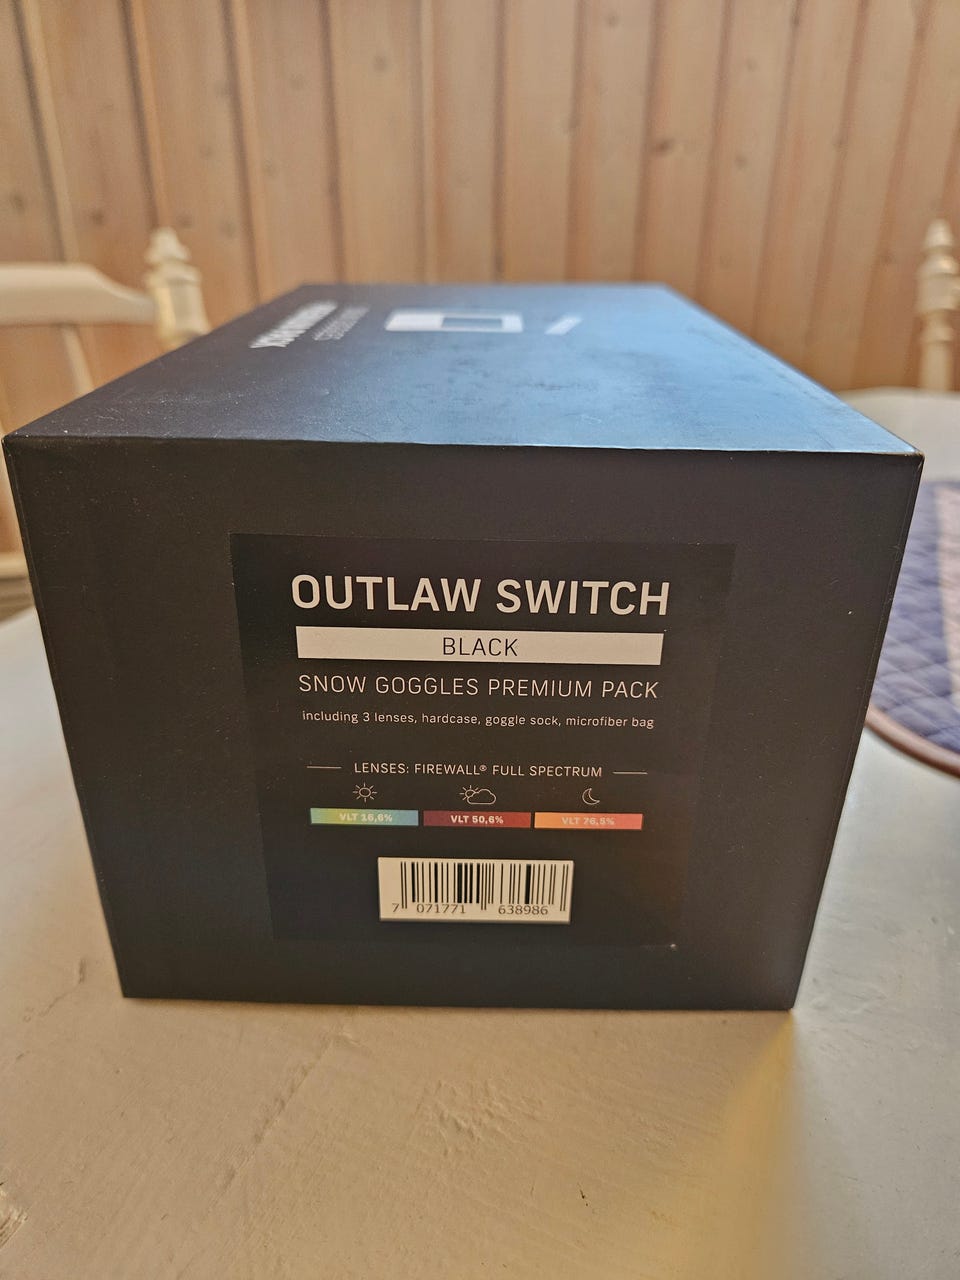 OUTLAW SWITCH
BLACK
SNOW GOGGLES PREMIUM PACK
including 3 lenses, hardcase, goggle sock, microfiber bag
LENSES: FIREWALL® FULL SPECTRUM
VLT 16,6% VLT 50,6% VLT 76,5%
7 071771 638986